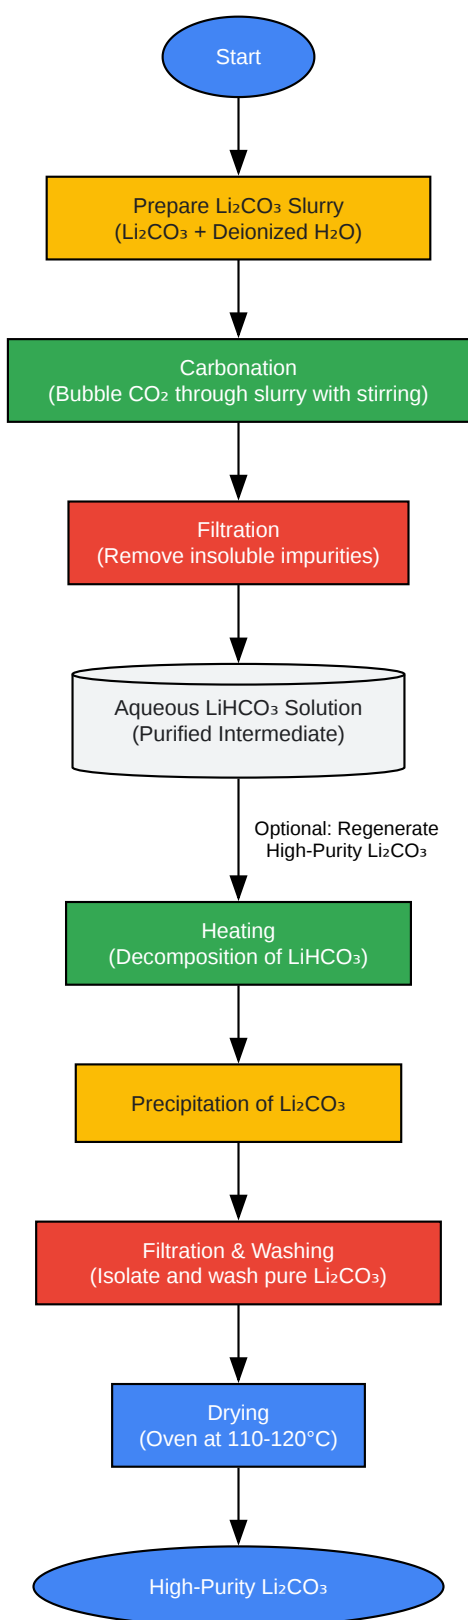 Start
Prepare Li₂CO₃ Slurry
(Li₂CO₃ + Deionized H₂O)
Carbonation
(Bubble CO₂ through slurry with stirring)
Filtration
(Remove insoluble impurities)
Aqueous LiHCO₃ Solution
(Purified Intermediate)
Optional: Regenerate
High-Purity Li₂CO₃
Heating
(Decomposition of LiHCO₃)
Precipitation of Li₂CO₃
Filtration & Washing
(Isolate and wash pure Li₂CO₃)
Drying
(Oven at 110-120°C)
High-Purity Li₂CO₃